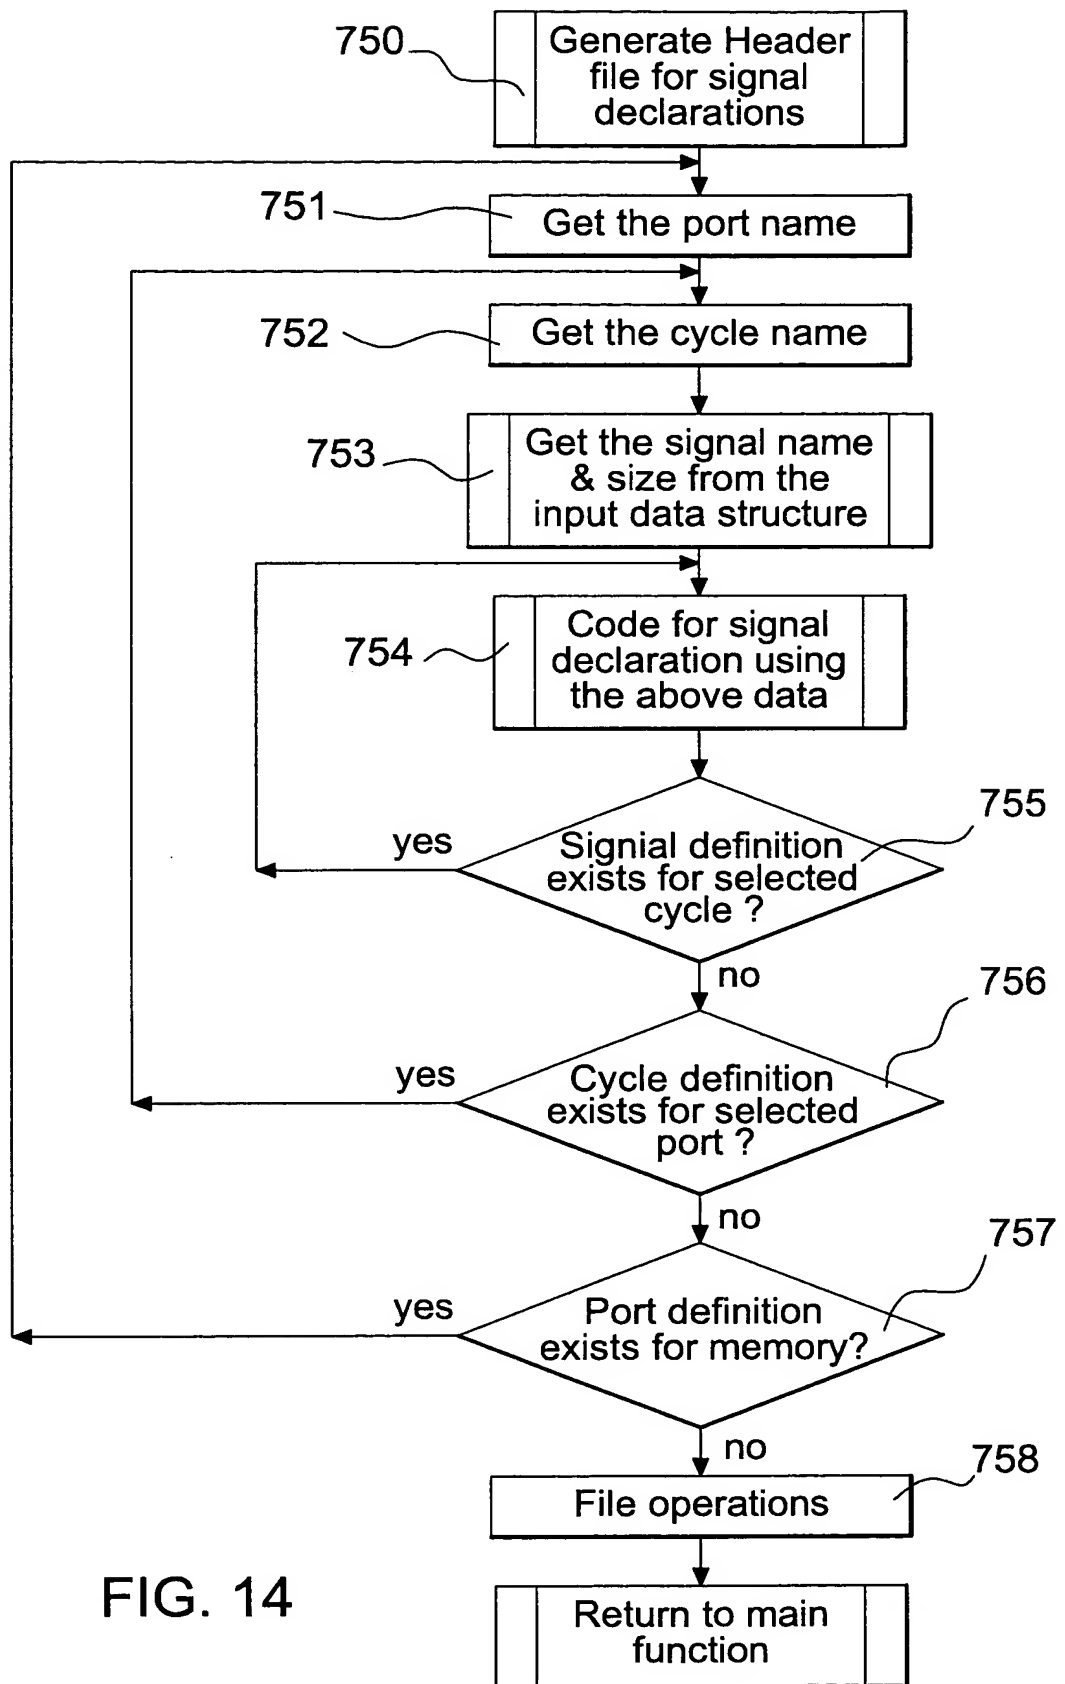 750
Generate Header
file for signal
declarations
751
Get the port name
752
Get the cycle name
753
Get the signal name
& size from the
input data structure
754
Code for signal
declaration using
the above data
755
yes
Signial definition
exists for selected
cycle ?
no
756
yes
Cycle definition
exists for selected
port ?
no
757
yes
Port definition
exists for memory?
no
758
File operations
FIG. 14
Return to main
function